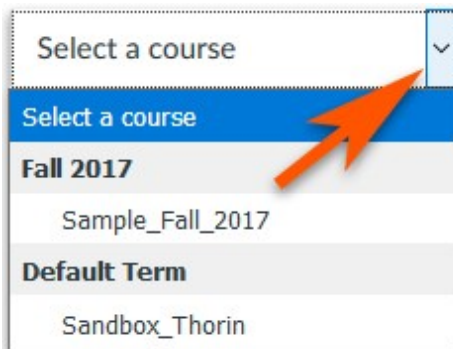 Select a course
Select a course
Fall 2017
Sample_Fall_2017
Default Term
Sandbox_Thorin